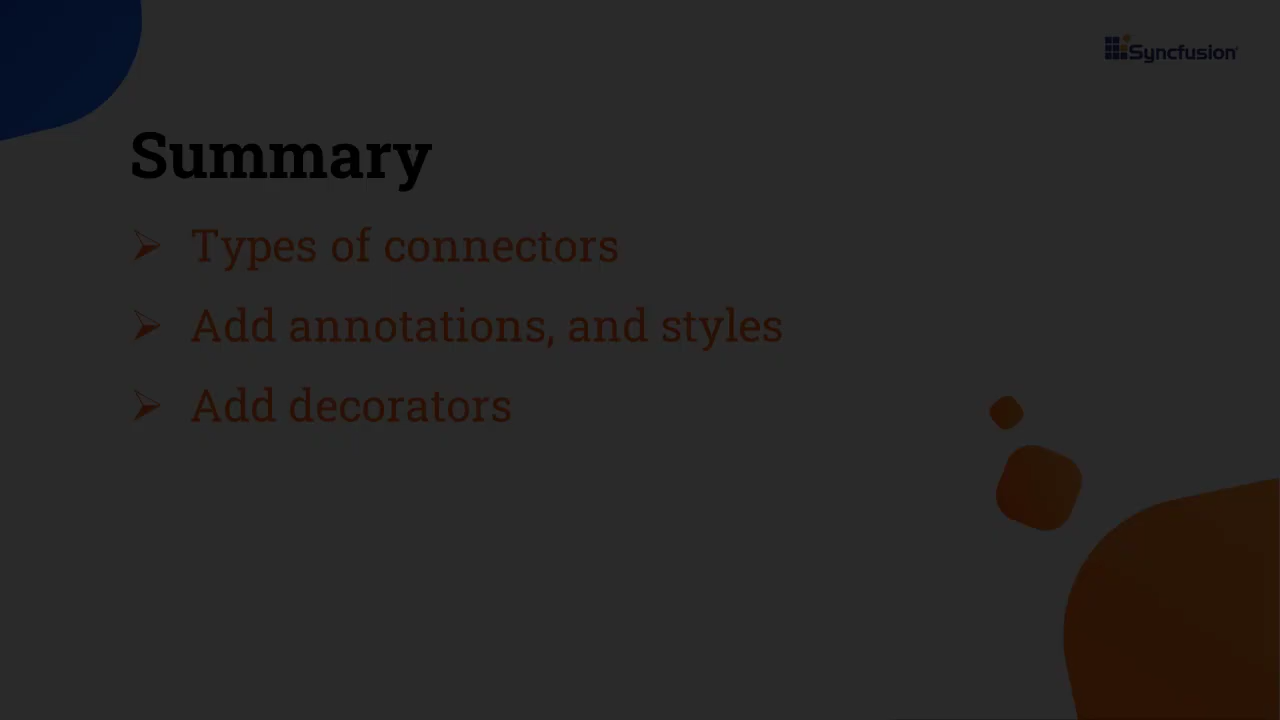 Syncfusion
Summary
Types of connectors
Add annotations, and styles
Add decorators